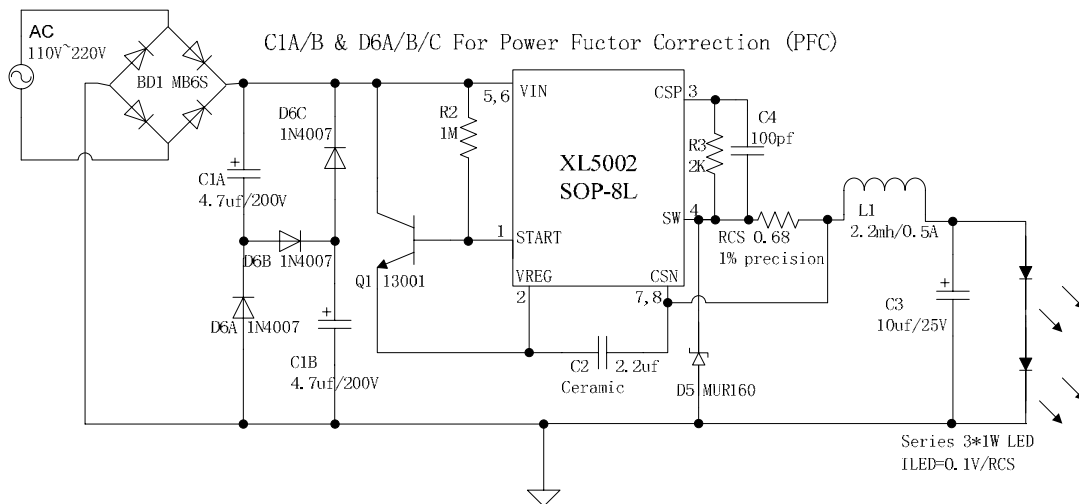 AC
110V~220V
C1A/B & D6A/B/C For Power Fuctor Correction (PFC)
BD1 MB6S
D6C
1N4007
R2
1M
5,6
VIN
CSP
3
C4
100pf
R3
2K
C1A
4.7uf/200V
XL5002
SOP-8L
SW
4
L1
2.2mh/0.5A
RCS 0.68
1% precision
1
START
D6B 1N4007
Q1 13001
VREG
CSN
2
7,8
D6A 1N4007
C3
10uf/25V
C1B
4.7uf/200V
C2
2.2uf
Ceramic
D5 MUR160
Series 3*1W LED
ILED=0.1V/RCS
+
+
+